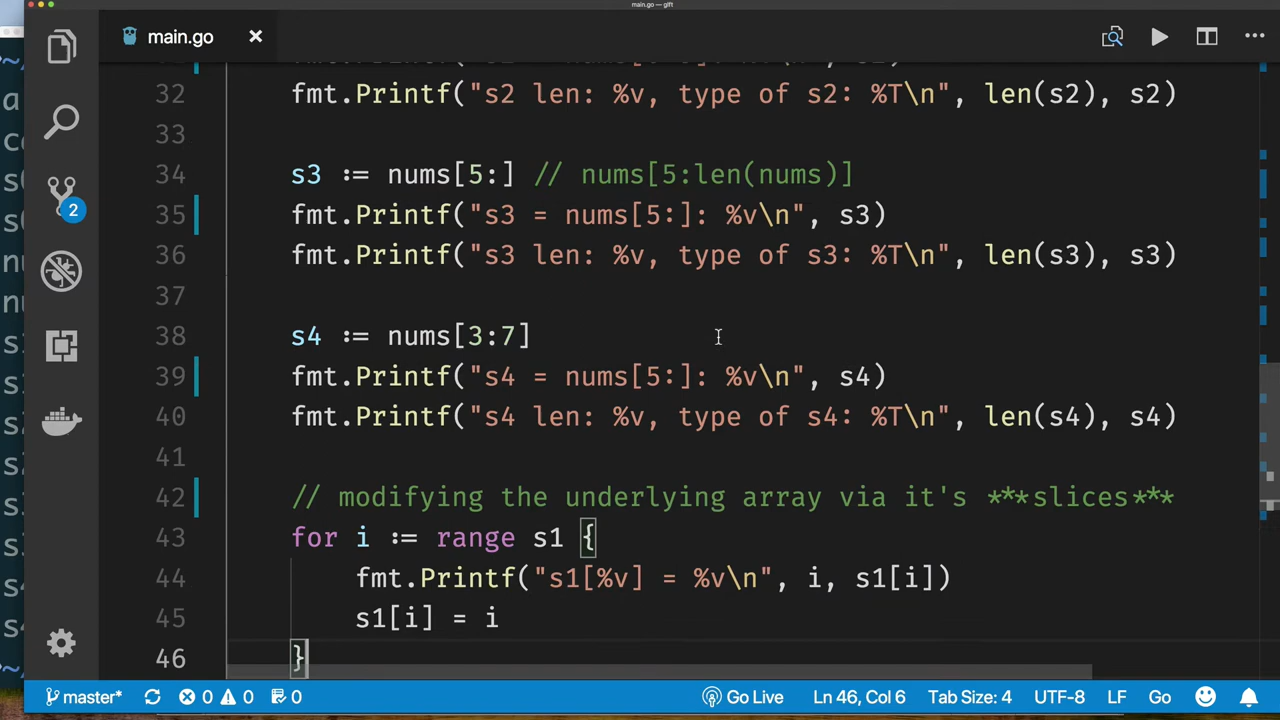 main.go — gift
main.go
32 fmt.Printf("s2 len: %v, type of s2: %T\n", len(s2), s2)
33
34 s3 := nums[5:] // nums[5:len(nums)]
35 fmt.Printf("s3 = nums[5:]: %v\n", s3)
36 fmt.Printf("s3 len: %v, type of s3: %T\n", len(s3), s3)
37
38 s4 := nums[3:7]
39 fmt.Printf("s4 = nums[5:]: %v\n", s4)
40 fmt.Printf("s4 len: %v, type of s4: %T\n", len(s4), s4)
41
42 // modifying the underlying array via it's ***slices***
43 for i := range s1 {
44 fmt.Printf("s1[%v] = %v\n", i, s1[i])
45 s1[i] = i
46 }
2
master* 0 0 0 Go Live Ln 46, Col 6 Tab Size: 4 UTF-8 LF Go